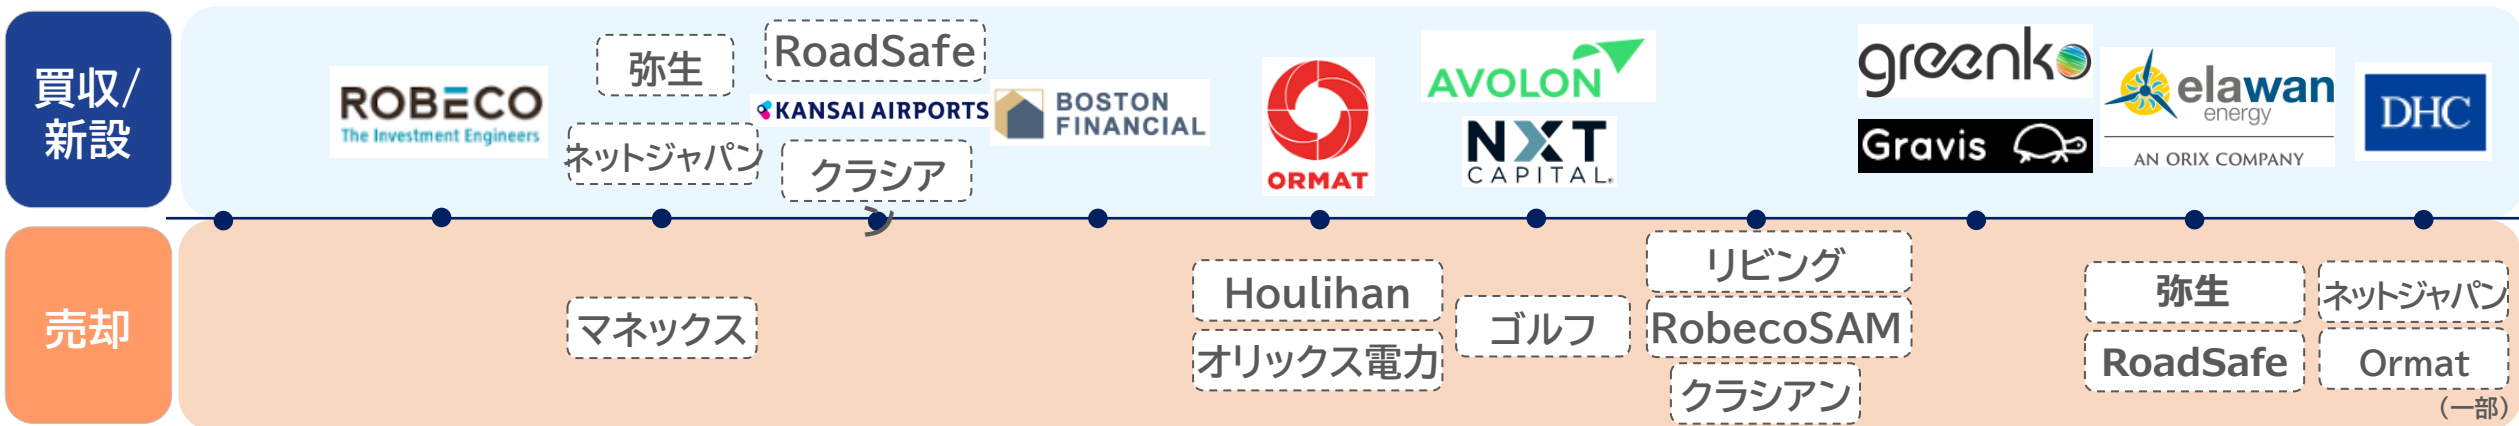 買収/
新設
ROBECO
The Investment Engineers
弥生
ネットジャパン
RoadSafe
KANSAI AIRPORTS
クラシア
ン
BOSTON
FINANCIAL
ORMAT
AVOLON
NXT
CAPITAL
greenko
Gravis
elawan
energy
AN ORIX COMPANY
DHC
売却
マネックス
Houlihan
オリックス電力
ゴルフ
リビング
RobecoSAM
クラシアン
弥生
RoadSafe
ネットジャパン
Ormat
(一部)